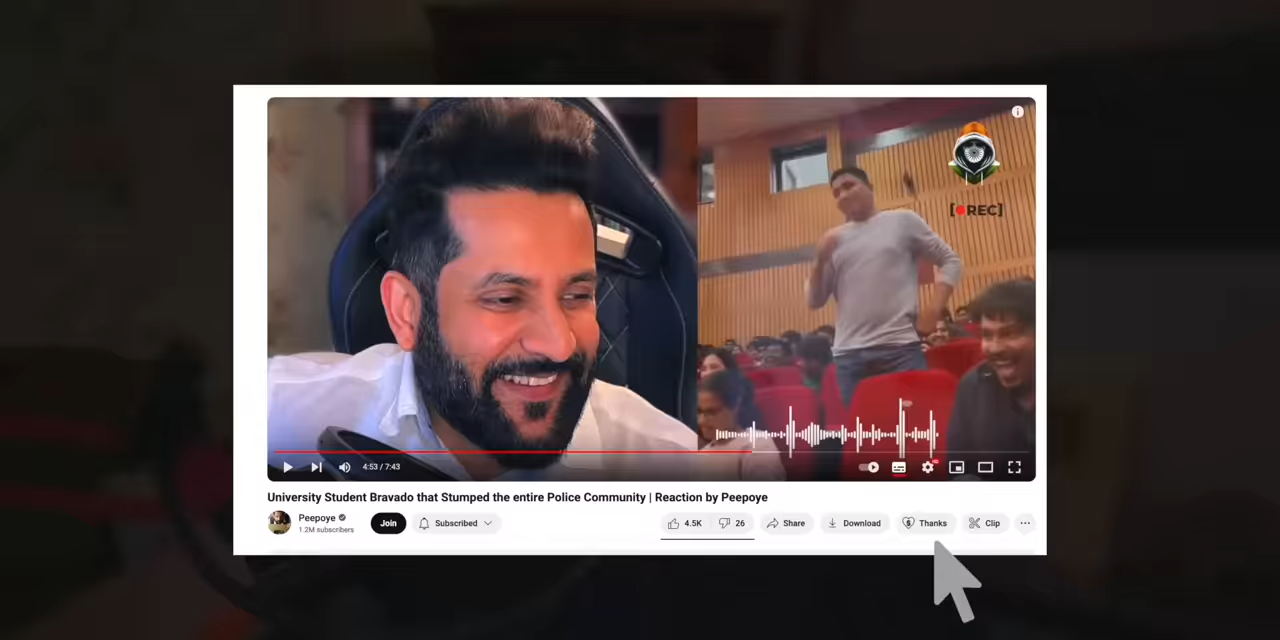 [REC]
4:53 / 7:43
University Student Bravado that Stumped the entire Police Community | Reaction by Peepoye
Peepoye
1.2M subscribers
Join
Subscribed
4.5K
26
Share
Download
Thanks
Clip